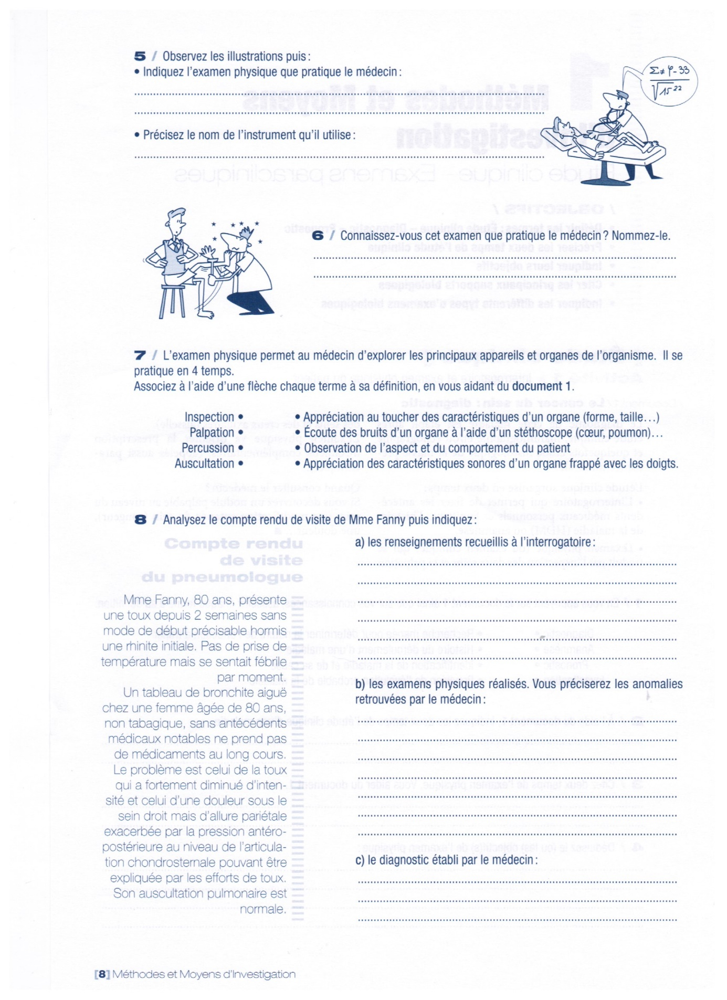 5 / Observez les illustrations puis :
• Indiquez l'examen physique que pratique le médecin :
Σ≠ φ-33
√15 22
• Précisez le nom de l'instrument qu'il utilise :
6 / Connaissez-vous cet examen que pratique le médecin ? Nommez-le.
7 / L'examen physique permet au médecin d'explorer les principaux appareils et organes de l'organisme. Il se
pratique en 4 temps.
Associez à l'aide d'une flèche chaque terme à sa définition, en vous aidant du document 1.
Inspection • • Appréciation au toucher des caractéristiques d'un organe (forme, taille...)
Palpation • • Écoute des bruits d'un organe à l'aide d'un stéthoscope (cœur, poumon)...
Percussion • • Observation de l'aspect et du comportement du patient
Auscultation • • Appréciation des caractéristiques sonores d'un organe frappé avec les doigts.
8 / Analysez le compte rendu de visite de Mme Fanny puis indiquez :
Compte rendu
de visite
du pneumologue
Mme Fanny, 80 ans, présente
une toux depuis 2 semaines sans
mode de début précisable hormis
une rhinite initiale. Pas de prise de
température mais se sentait fébrile
par moment.
Un tableau de bronchite aiguë
chez une femme âgée de 80 ans,
non tabagique, sans antécédents
médicaux notables ne prend pas
de médicaments au long cours.
Le problème est celui de la toux
qui a fortement diminué d'inten-
sité et celui d'une douleur sous le
sein droit mais d'allure pariétale
exacerbée par la pression antéro-
postérieure au niveau de l'articula-
tion chondrosternale pouvant être
expliquée par les efforts de toux.
Son auscultation pulmonaire est
normale.
a) les renseignements recueillis à l'interrogatoire :
b) les examens physiques réalisés. Vous préciserez les anomalies
retrouvées par le médecin :
c) le diagnostic établi par le médecin :
[8] Méthodes et Moyens d'Investigation